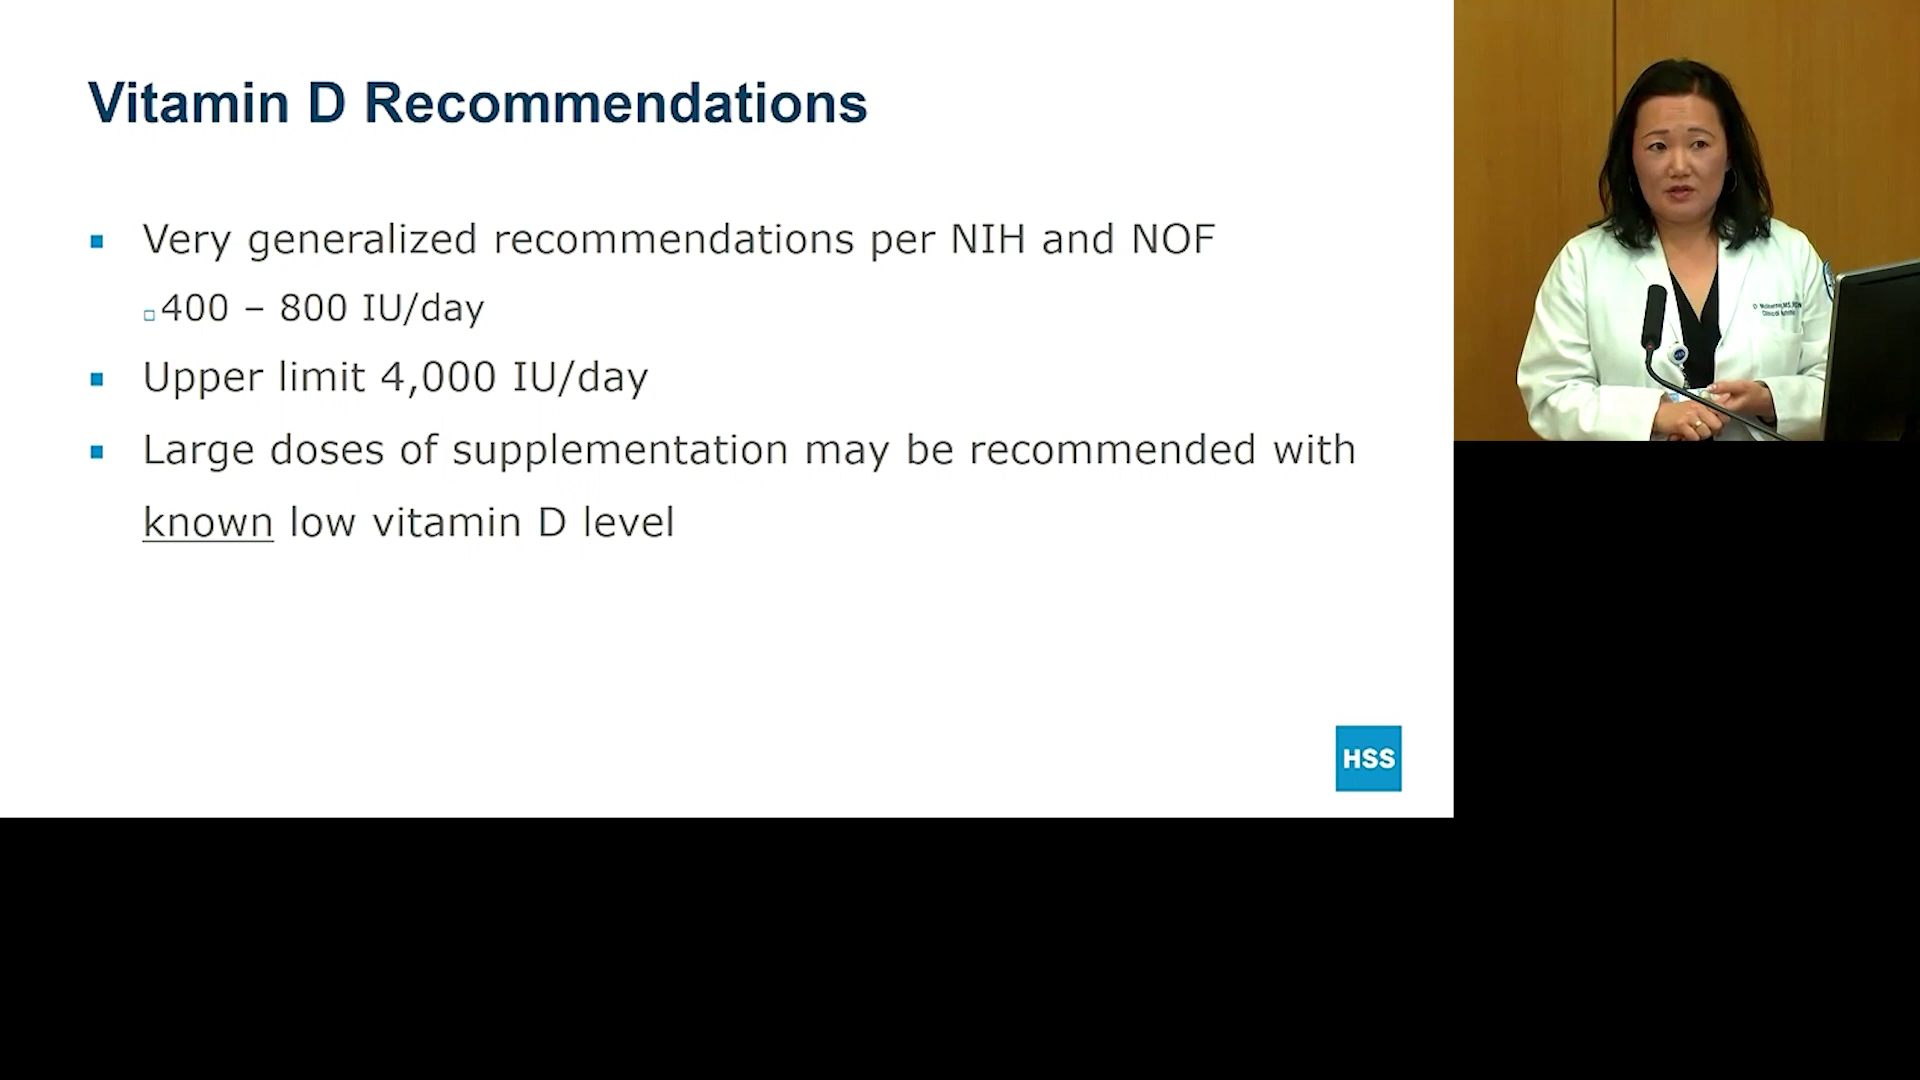 Vitamin D Recommendations
Very generalized recommendations per NIH and NOF
400 – 800 IU/day
Upper limit 4,000 IU/day
Large doses of supplementation may be recommended with
known low vitamin D level
HSS